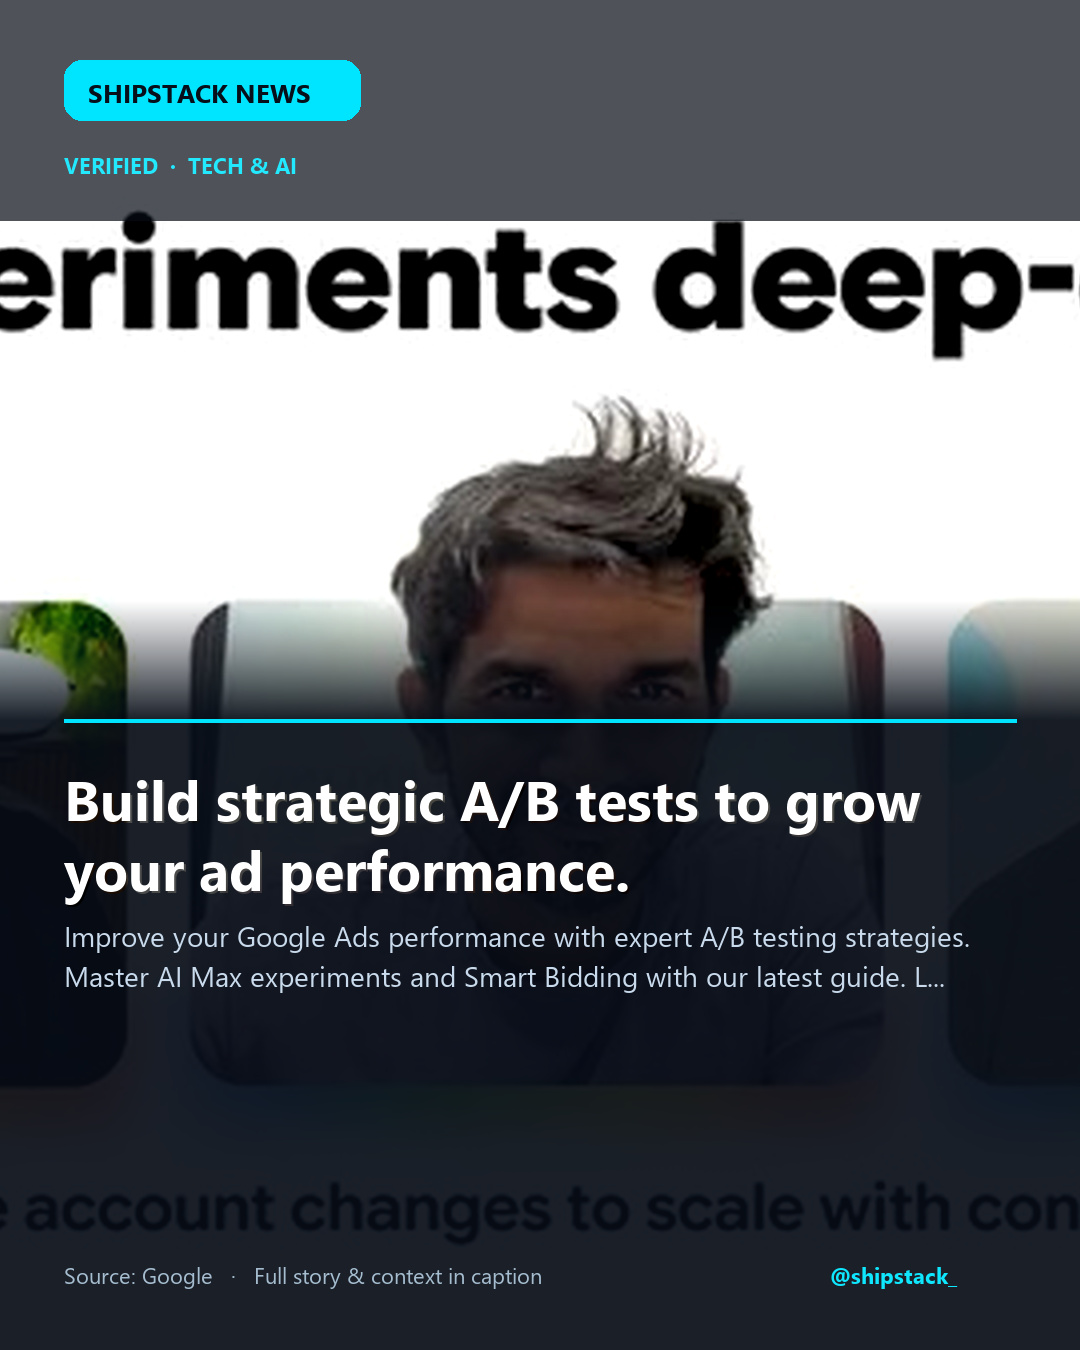 SHIPSTACK NEWS
VERIFIED · TECH & AI
eriments deep-
Build strategic A/B tests to grow
your ad performance.
Improve your Google Ads performance with expert A/B testing strategies.
Master AI Max experiments and Smart Bidding with our latest guide. L...
e account changes to scale with con
Source: Google · Full story & context in caption
@shipstack_